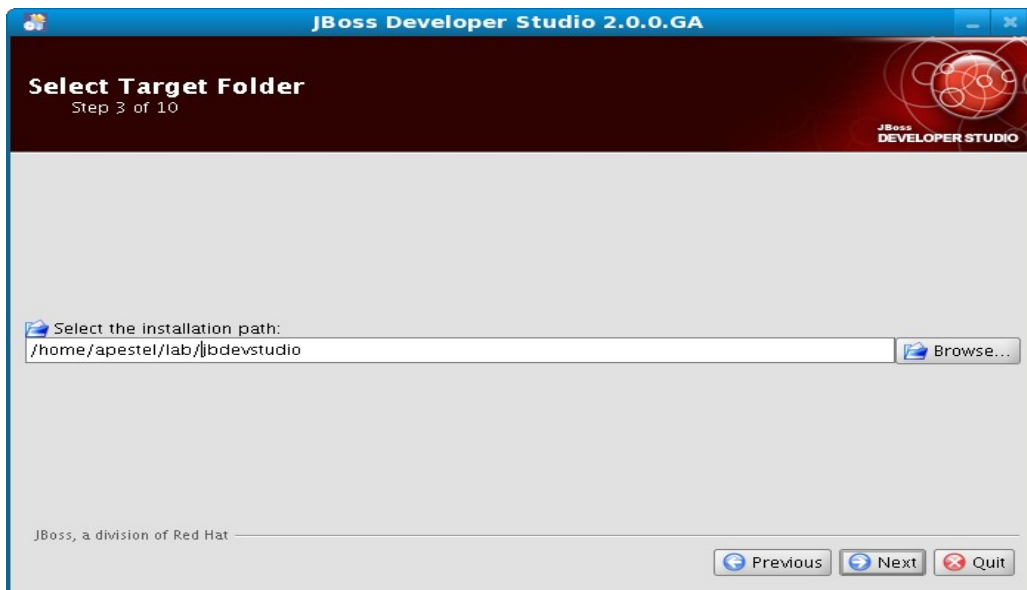 JBoss Developer Studio 2.0.0.GA
Select Target Folder
Step 3 of 10
JBoss
DEVELOPER STUDIO
Select the installation path:
/home/apestel/lab/jbdevstudio
Browse...
JBoss, a division of Red Hat
Previous
Next
Quit